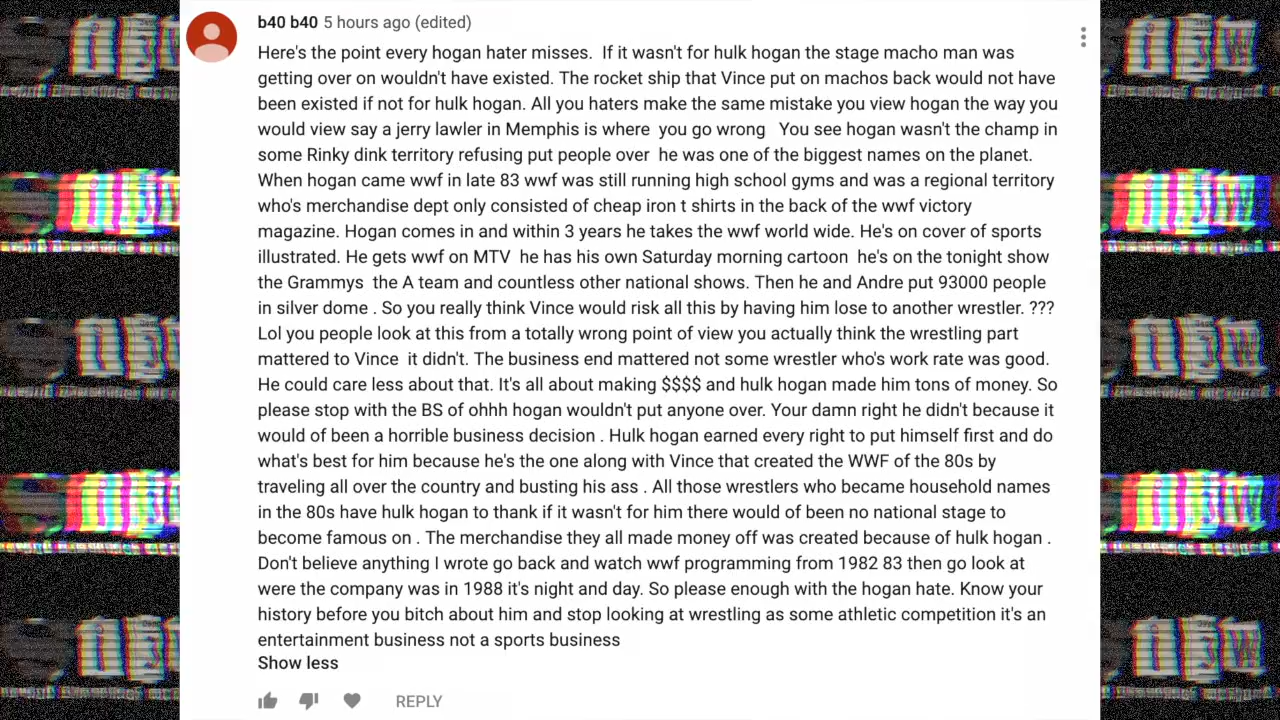 b40 b40 5 hours ago (edited)
Here's the point every hogan hater misses.  If it wasn't for hulk hogan the stage macho man was
getting over on wouldn't have existed. The rocket ship that Vince put on machos back would not have
been existed if not for hulk hogan. All you haters make the same mistake you view hogan the way you
would view say a jerry lawler in Memphis is where  you go wrong   You see hogan wasn't the champ in
some Rinky dink territory refusing put people over  he was one of the biggest names on the planet.
When hogan came wwf in late 83 wwf was still running high school gyms and was a regional territory
who's merchandise dept only consisted of cheap iron t shirts in the back of the wwf victory
magazine. Hogan comes in and within 3 years he takes the wwf world wide. He's on cover of sports
illustrated. He gets wwf on MTV  he has his own Saturday morning cartoon  he's on the tonight show
the Grammys  the A team and countless other national shows. Then he and Andre put 93000 people
in silver dome . So you really think Vince would risk all this by having him lose to another wrestler. ???
Lol you people look at this from a totally wrong point of view you actually think the wrestling part
mattered to Vince  it didn't. The business end mattered not some wrestler who's work rate was good.
He could care less about that. It's all about making $$$$ and hulk hogan made him tons of money. So
please stop with the BS of ohhh hogan wouldn't put anyone over. Your damn right he didn't because it
would of been a horrible business decision . Hulk hogan earned every right to put himself first and do
what's best for him because he's the one along with Vince that created the WWF of the 80s by
traveling all over the country and busting his ass . All those wrestlers who became household names
in the 80s have hulk hogan to thank if it wasn't for him there would of been no national stage to
become famous on . The merchandise they all made money off was created because of hulk hogan .
Don't believe anything I wrote go back and watch wwf programming from 1982 83 then go look at
were the company was in 1988 it's night and day. So please enough with the hogan hate. Know your
history before you bitch about him and stop looking at wrestling as some athletic competition it's an
entertainment business not a sports business
Show less
REPLY